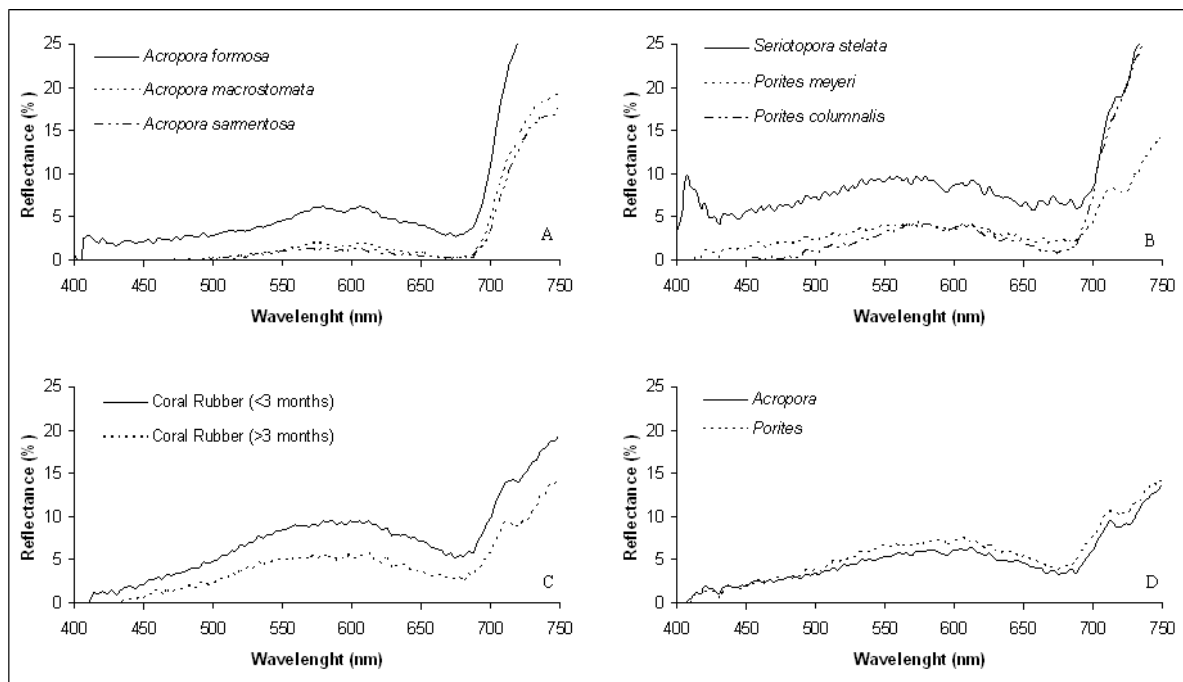 25
20
15
10
5
0
Reflectance (%)
Acropora formosa
Acropora macrostomata
Acropora sarmentosa
A
400 450 500 550 600 650 700 750
Wavelenght (nm)
25
20
15
10
5
0
Reflectance (%)
Seriotopora stelata
Porites meyeri
Porites columnalis
B
400 450 500 550 600 650 700 750
Wavelenght (nm)
25
20
15
10
5
0
Reflectance (%)
Coral Rubber (<3 months)
Coral Rubber (>3 months)
C
400 450 500 550 600 650 700 750
Wavelenght (nm)
25
20
15
10
5
0
Reflectance (%)
Acropora
Porites
D
400 450 500 550 600 650 700 750
Wavelenght (nm)